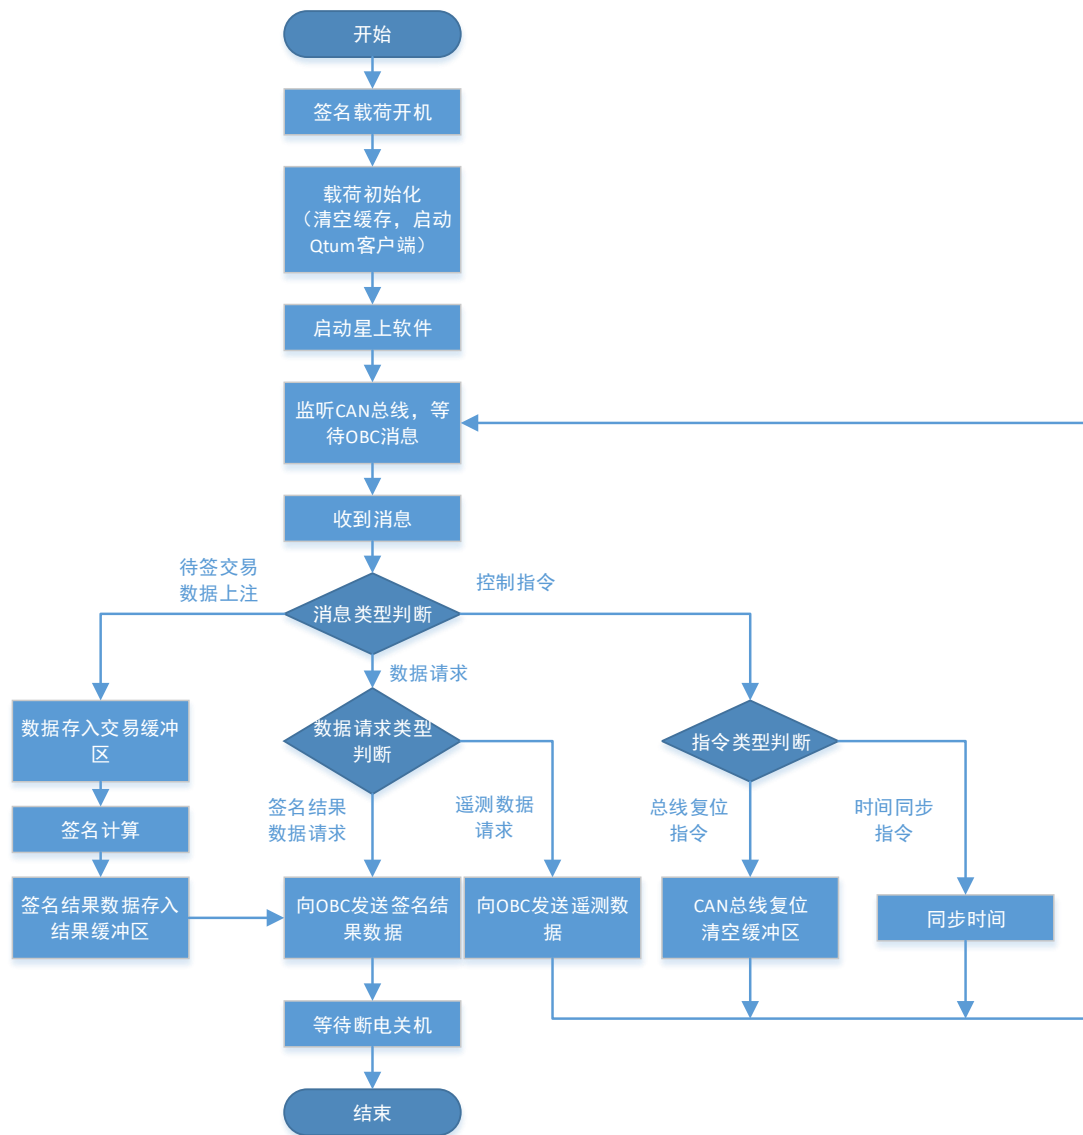 开始
签名载荷开机
载荷初始化
（清空缓存，启动
Qtum客户端）
启动星上软件
监听CAN总线，等
待OBC消息
收到消息
待签交易
数据上注
消息类型判断
控制指令
数据请求
数据存入交易缓冲
区
数据请求类型
判断
指令类型判断
签名计算
签名结果
数据请求
遥测数据
请求
总线复位
指令
时间同步
指令
签名结果数据存入
结果缓冲区
向OBC发送签名结
果数据
向OBC发送遥测数
据
CAN总线复位
清空缓冲区
同步时间
等待断电关机
结束